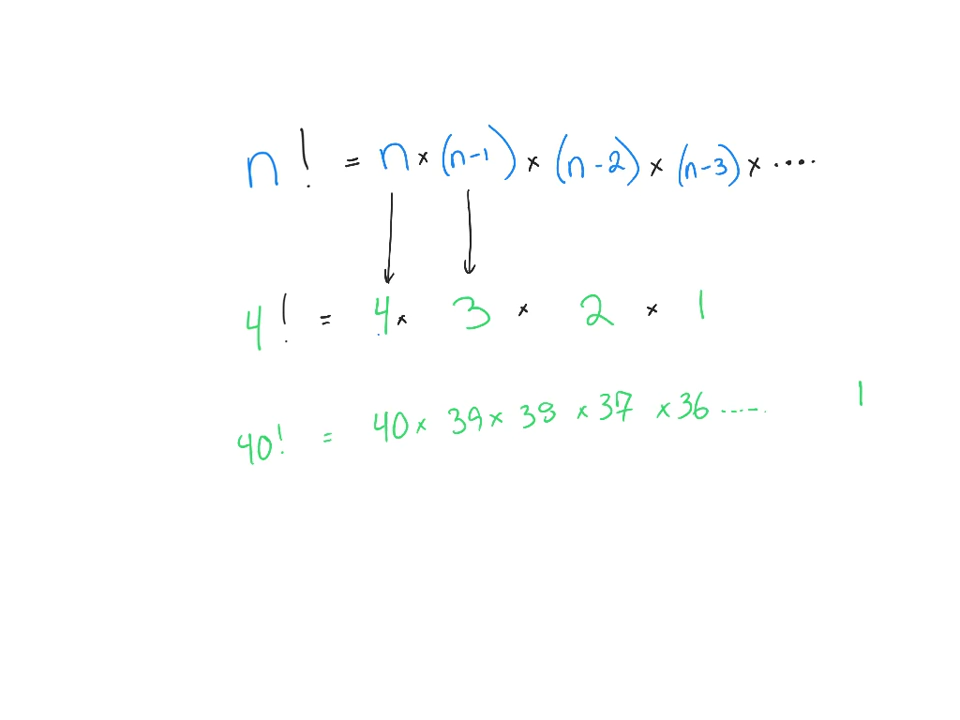 n! = n × (n-1) × (n-2) × (n-3) × ....
4! = 4 × 3 × 2 × 1
40! = 40 × 39 × 38 × 37 × 36 ..... 1